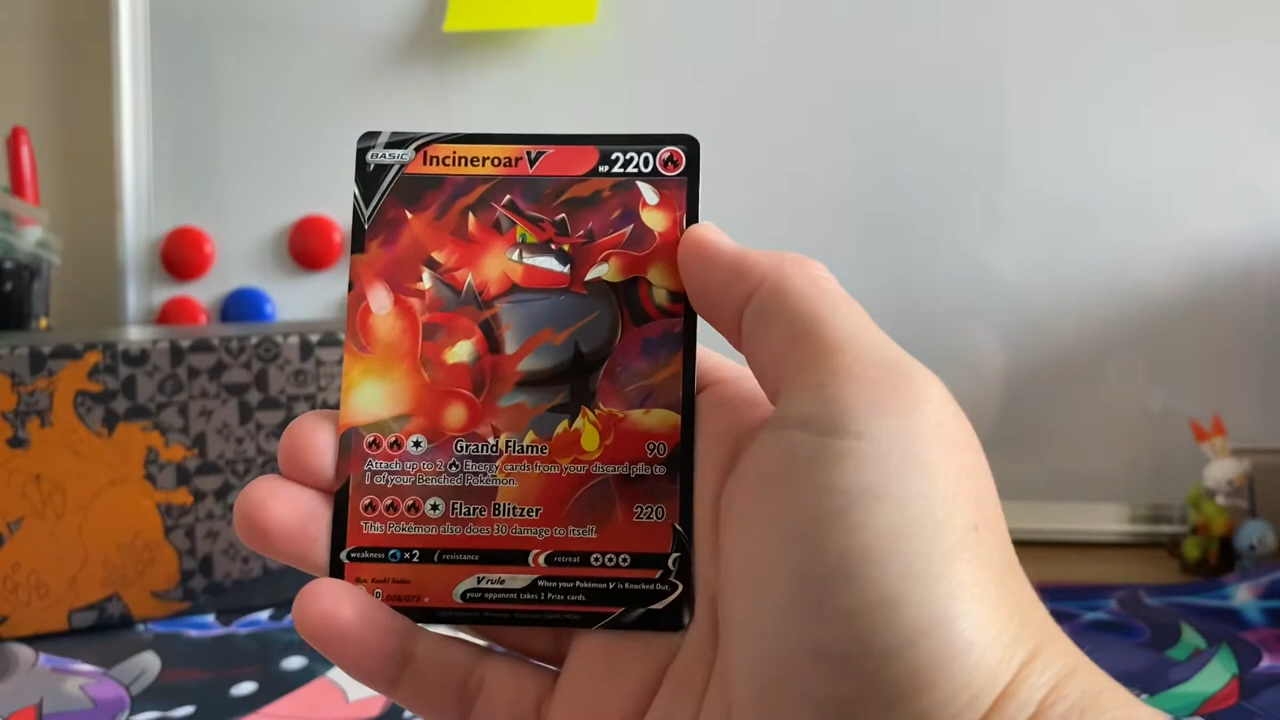 BASIC Incineroar V HP 220
Grand Flame 90
Attach up to 2 Energy cards from your discard pile to
1 of your Benched Pokémon.
Flare Blitzer 220
This Pokémon also does 30 damage to itself.
weakness ×2 resistance retreat
V rule When your Pokémon V is Knocked Out,
your opponent takes 2 Prize cards.
D